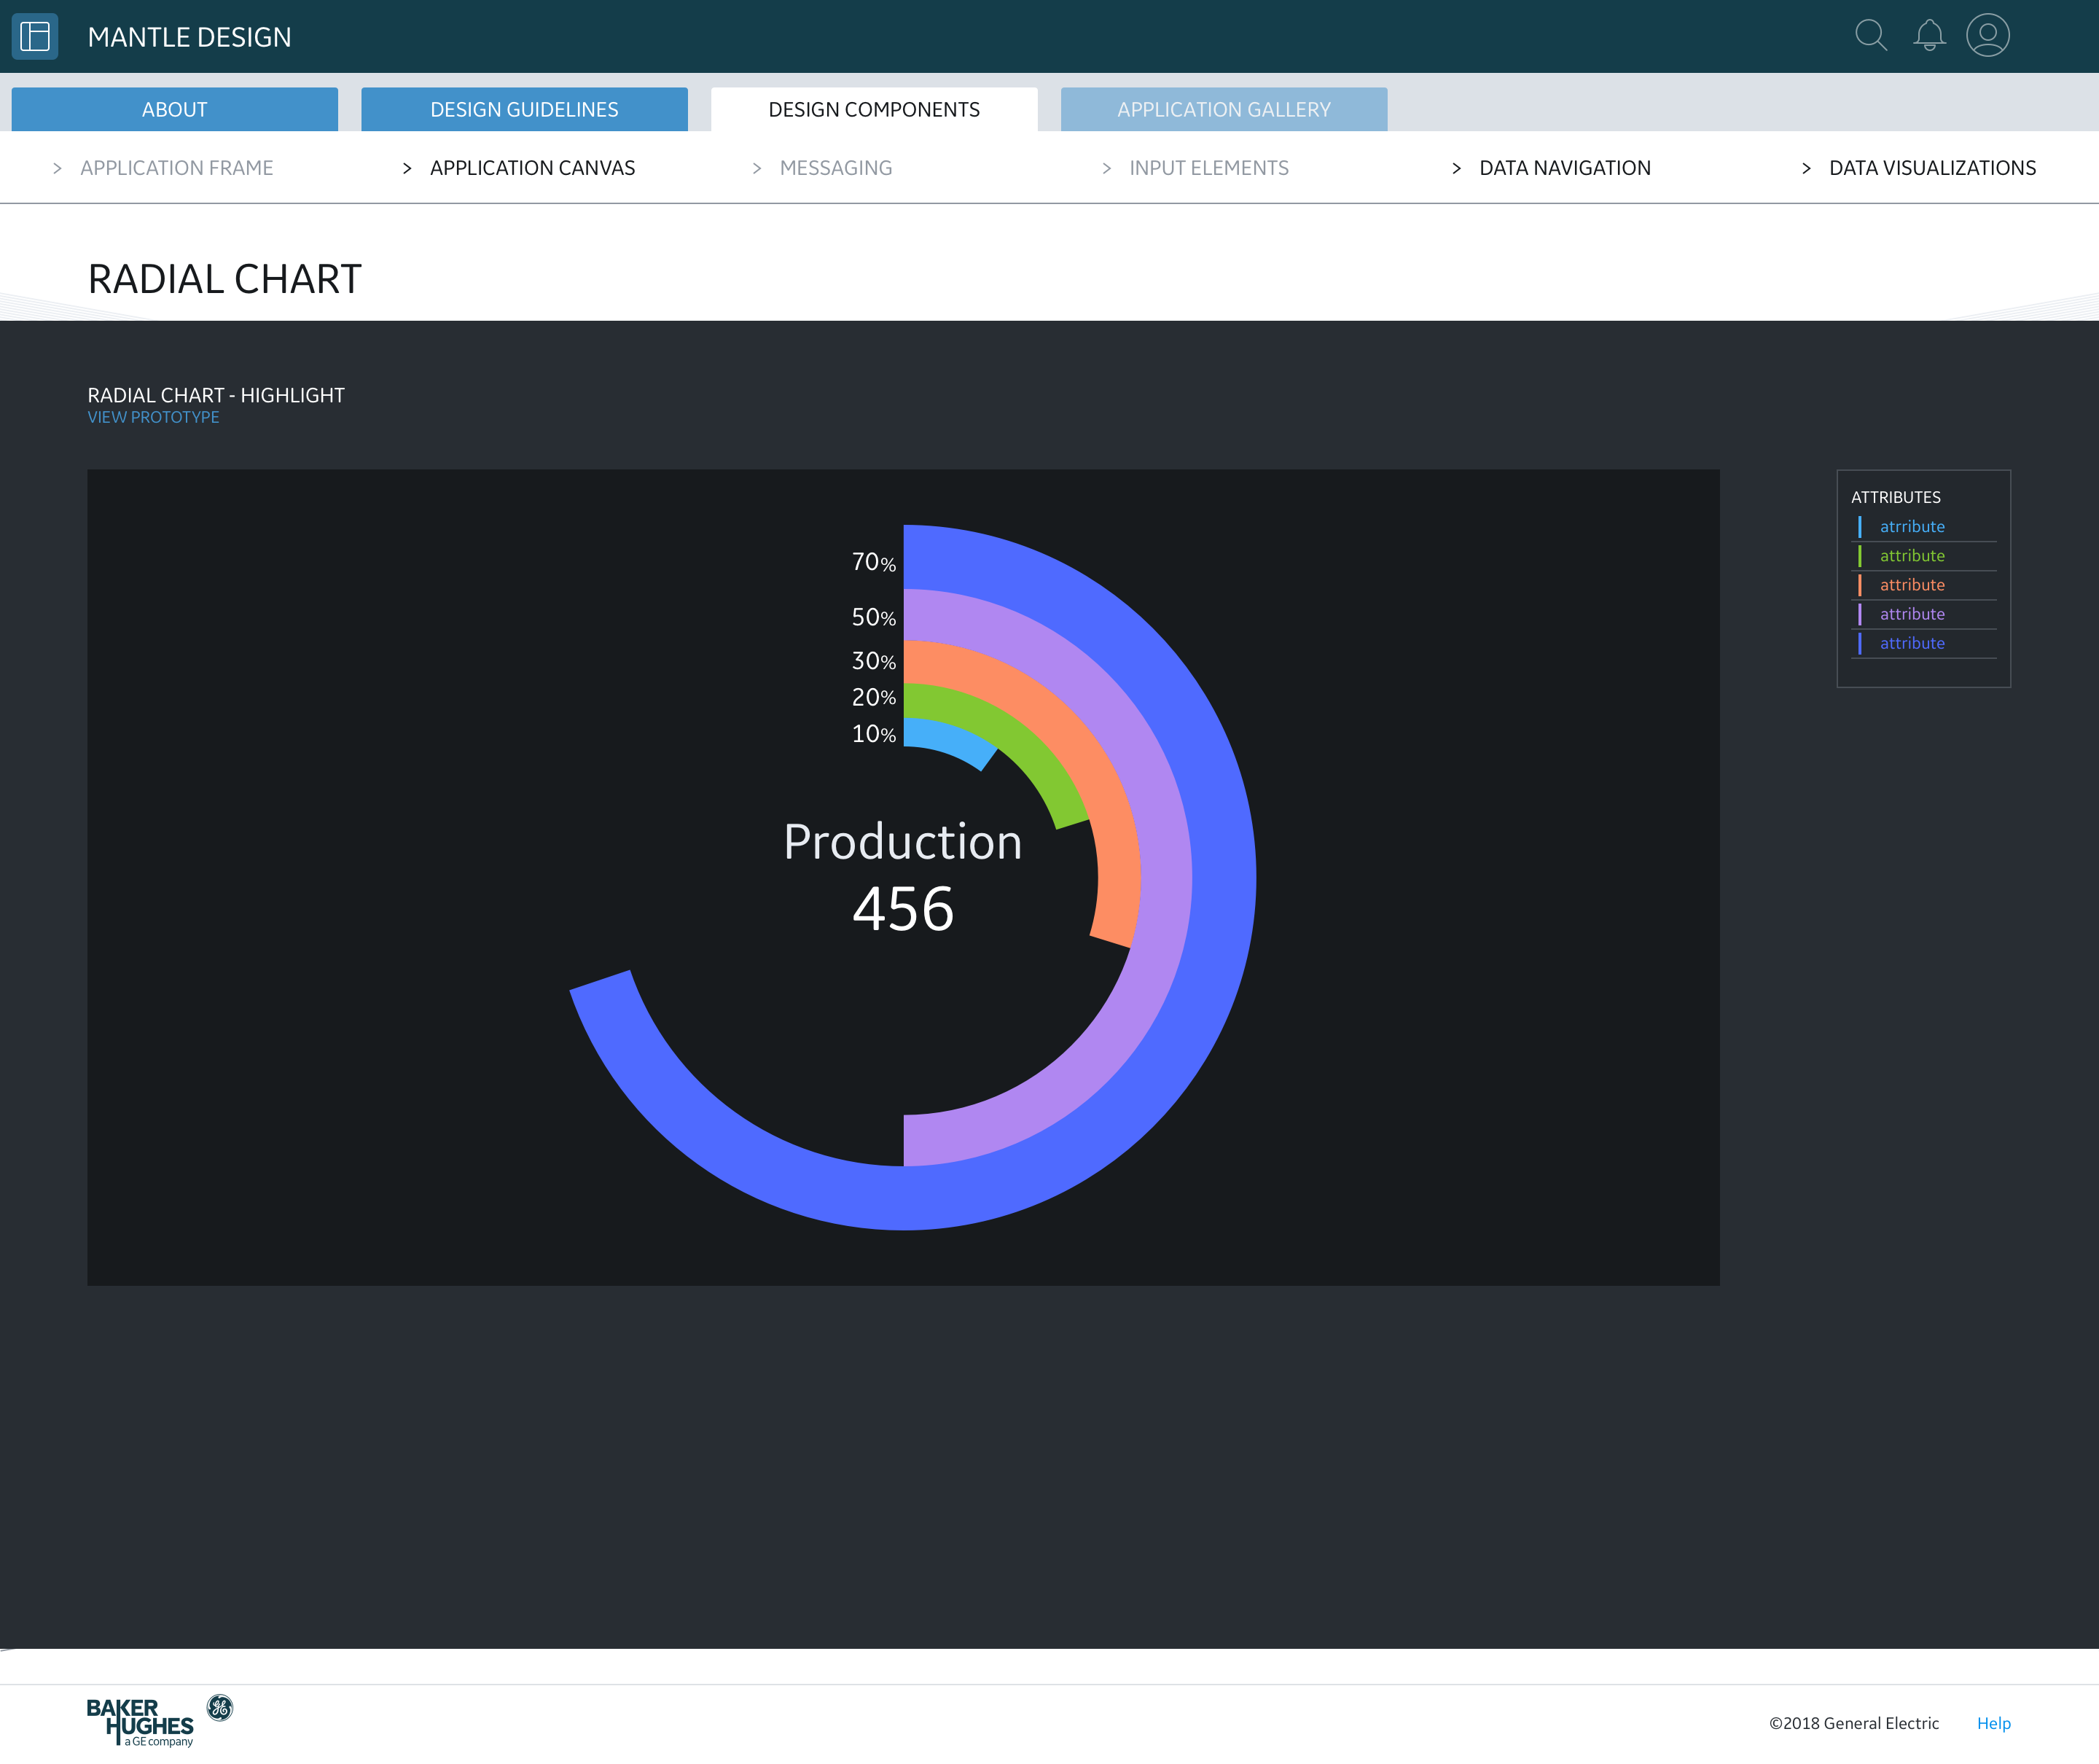 MANTLE DESIGN
ABOUT
DESIGN GUIDELINES
DESIGN COMPONENTS
APPLICATION GALLERY
> APPLICATION FRAME
> APPLICATION CANVAS
> MESSAGING
> INPUT ELEMENTS
> DATA NAVIGATION
> DATA VISUALIZATIONS
RADIAL CHART
RADIAL CHART - HIGHLIGHT
VIEW PROTOTYPE
70%
50%
30%
20%
10%
Production
456
ATTRIBUTES
atrribute
attribute
attribute
attribute
attribute
BAKER
HUGHES
a GE company
GE
©2018 General Electric
Help